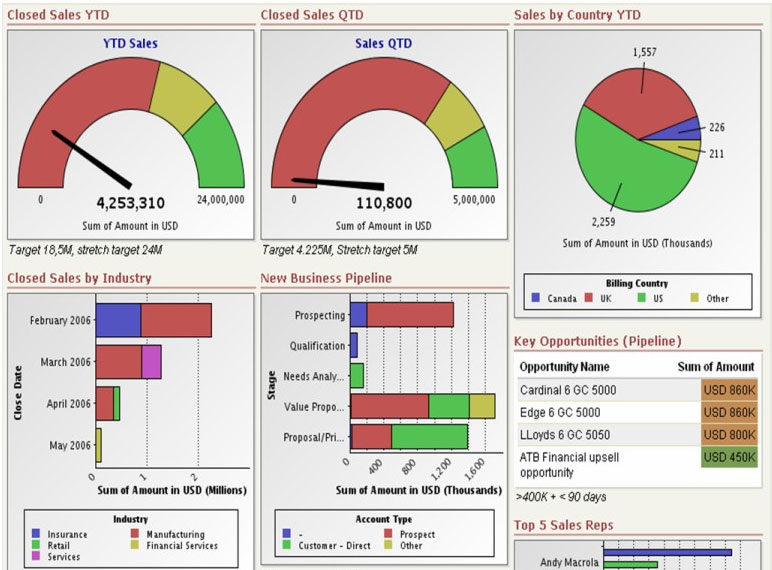 Closed Sales YTD
YTD Sales
0
24,000,000
4,253,310
Sum of Amount in USD
Target 18,5M, stretch target 24M
Closed Sales QTD
Sales QTD
0
5,000,000
110,800
Sum of Amount in USD
Target 4.225M, Stretch target 5M
Sales by Country YTD
1,557
226
211
2,259
Sum of Amount in USD (Thousands)
Billing Country
Canada UK US Other
Closed Sales by Industry
Close Date
February 2006
March 2006
April 2006
May 2006
0 1 2
Sum of Amount in USD (Millions)
Industry
Insurance Manufacturing
Retail Financial Services
Services
New Business Pipeline
Stage
Prospecting
Qualification
Needs Analy...
Value Propo...
Proposal/Pri...
0 400 800 1,200 1,600
Sum of Amount in USD (Thousands)
Account Type
- Prospect
Customer - Direct Other
Key Opportunities (Pipeline)
Opportunity Name Sum of Amount
Cardinal 6 GC 5000 USD 860K
Edge 6 GC 5000 USD 860K
LLoyds 6 GC 5050 USD 800K
ATB Financial upsell USD 450K
opportunity
>400K + < 90 days
Top 5 Sales Reps
Andy Macrola